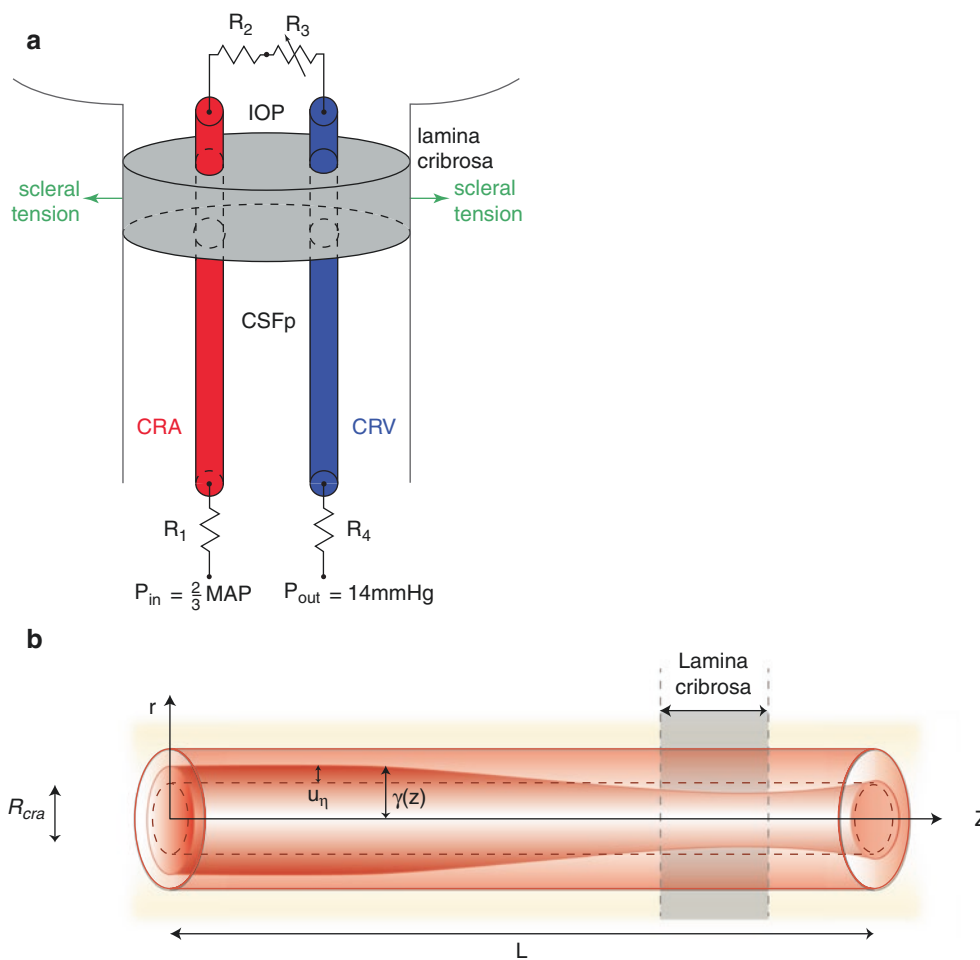 a
R2 R3
IOP
lamina
cribrosa
scleral
tension
scleral
tension
CSFp
CRA
CRV
R1
R4
Pin = 2/3 MAP
Pout = 14mmHg
b
Lamina
cribrosa
r
uη
γ(z)
Rcra
Z
L